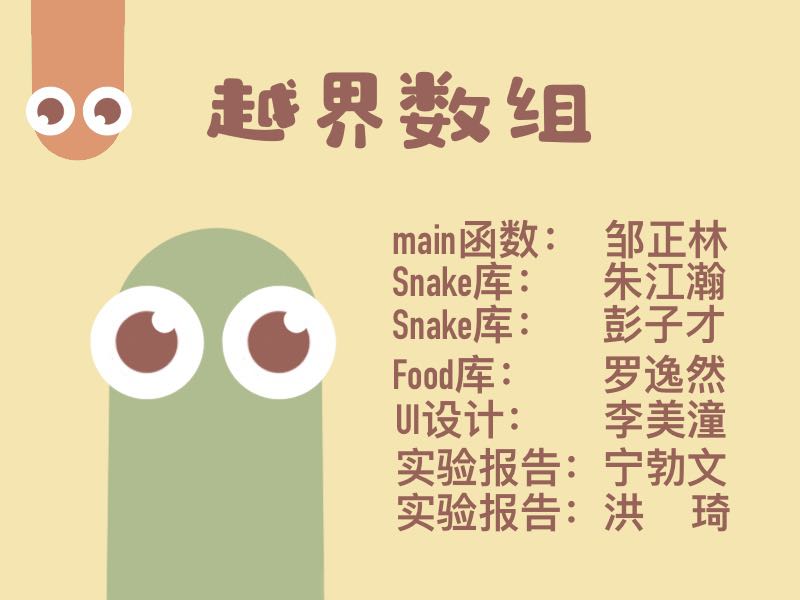 越界数组
main函数： 邹正林
Snake库： 朱江瀚
Snake库： 彭子才
Food库： 罗逸然
UI设计： 李美潼
实验报告：宁勃文
实验报告：洪 琦